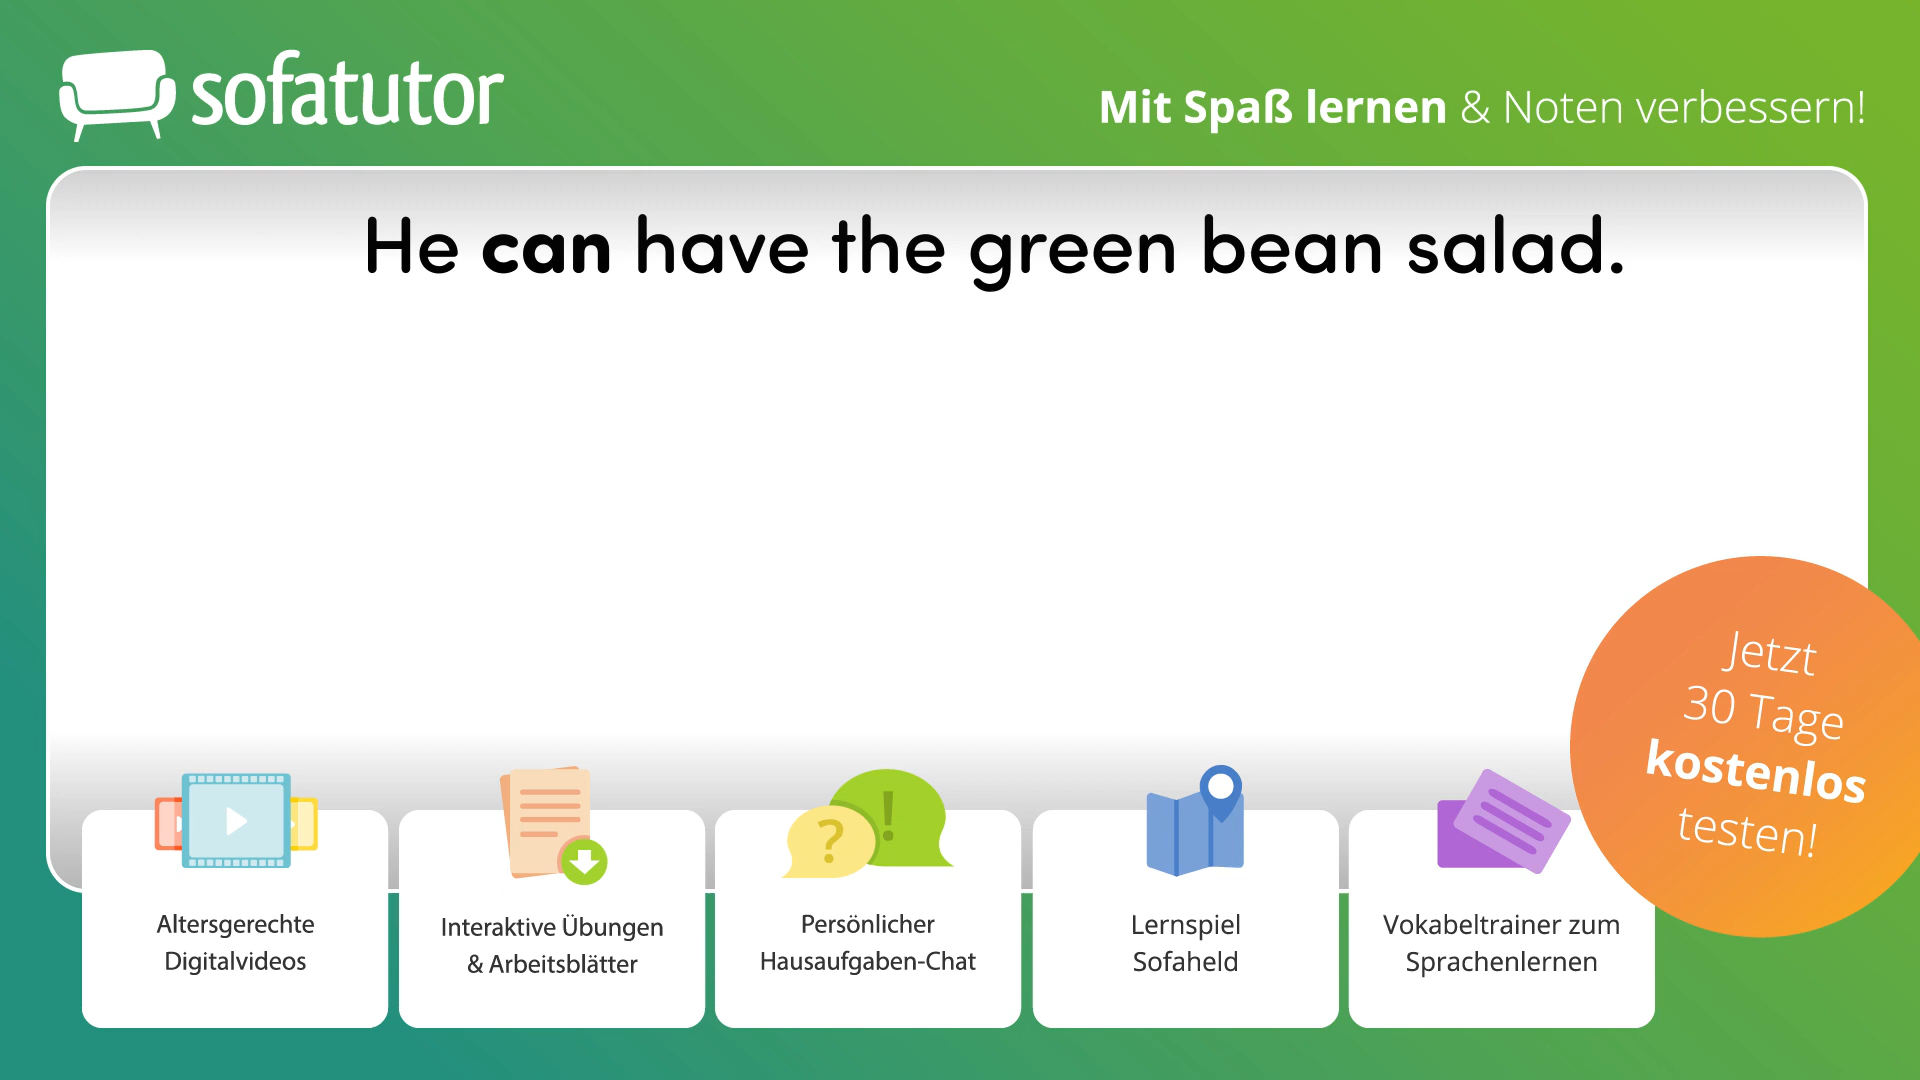 sofatutor
Mit Spaß lernen & Noten verbessern!
He can have the green bean salad.
Jetzt
30 Tage
kostenlos
testen!
? !
Altersgerechte
Digitalvideos
Interaktive Übungen
& Arbeitsblätter
Persönlicher
Hausaufgaben-Chat
Lernspiel
Sofaheld
Vokabeltrainer zum
Sprachenlernen